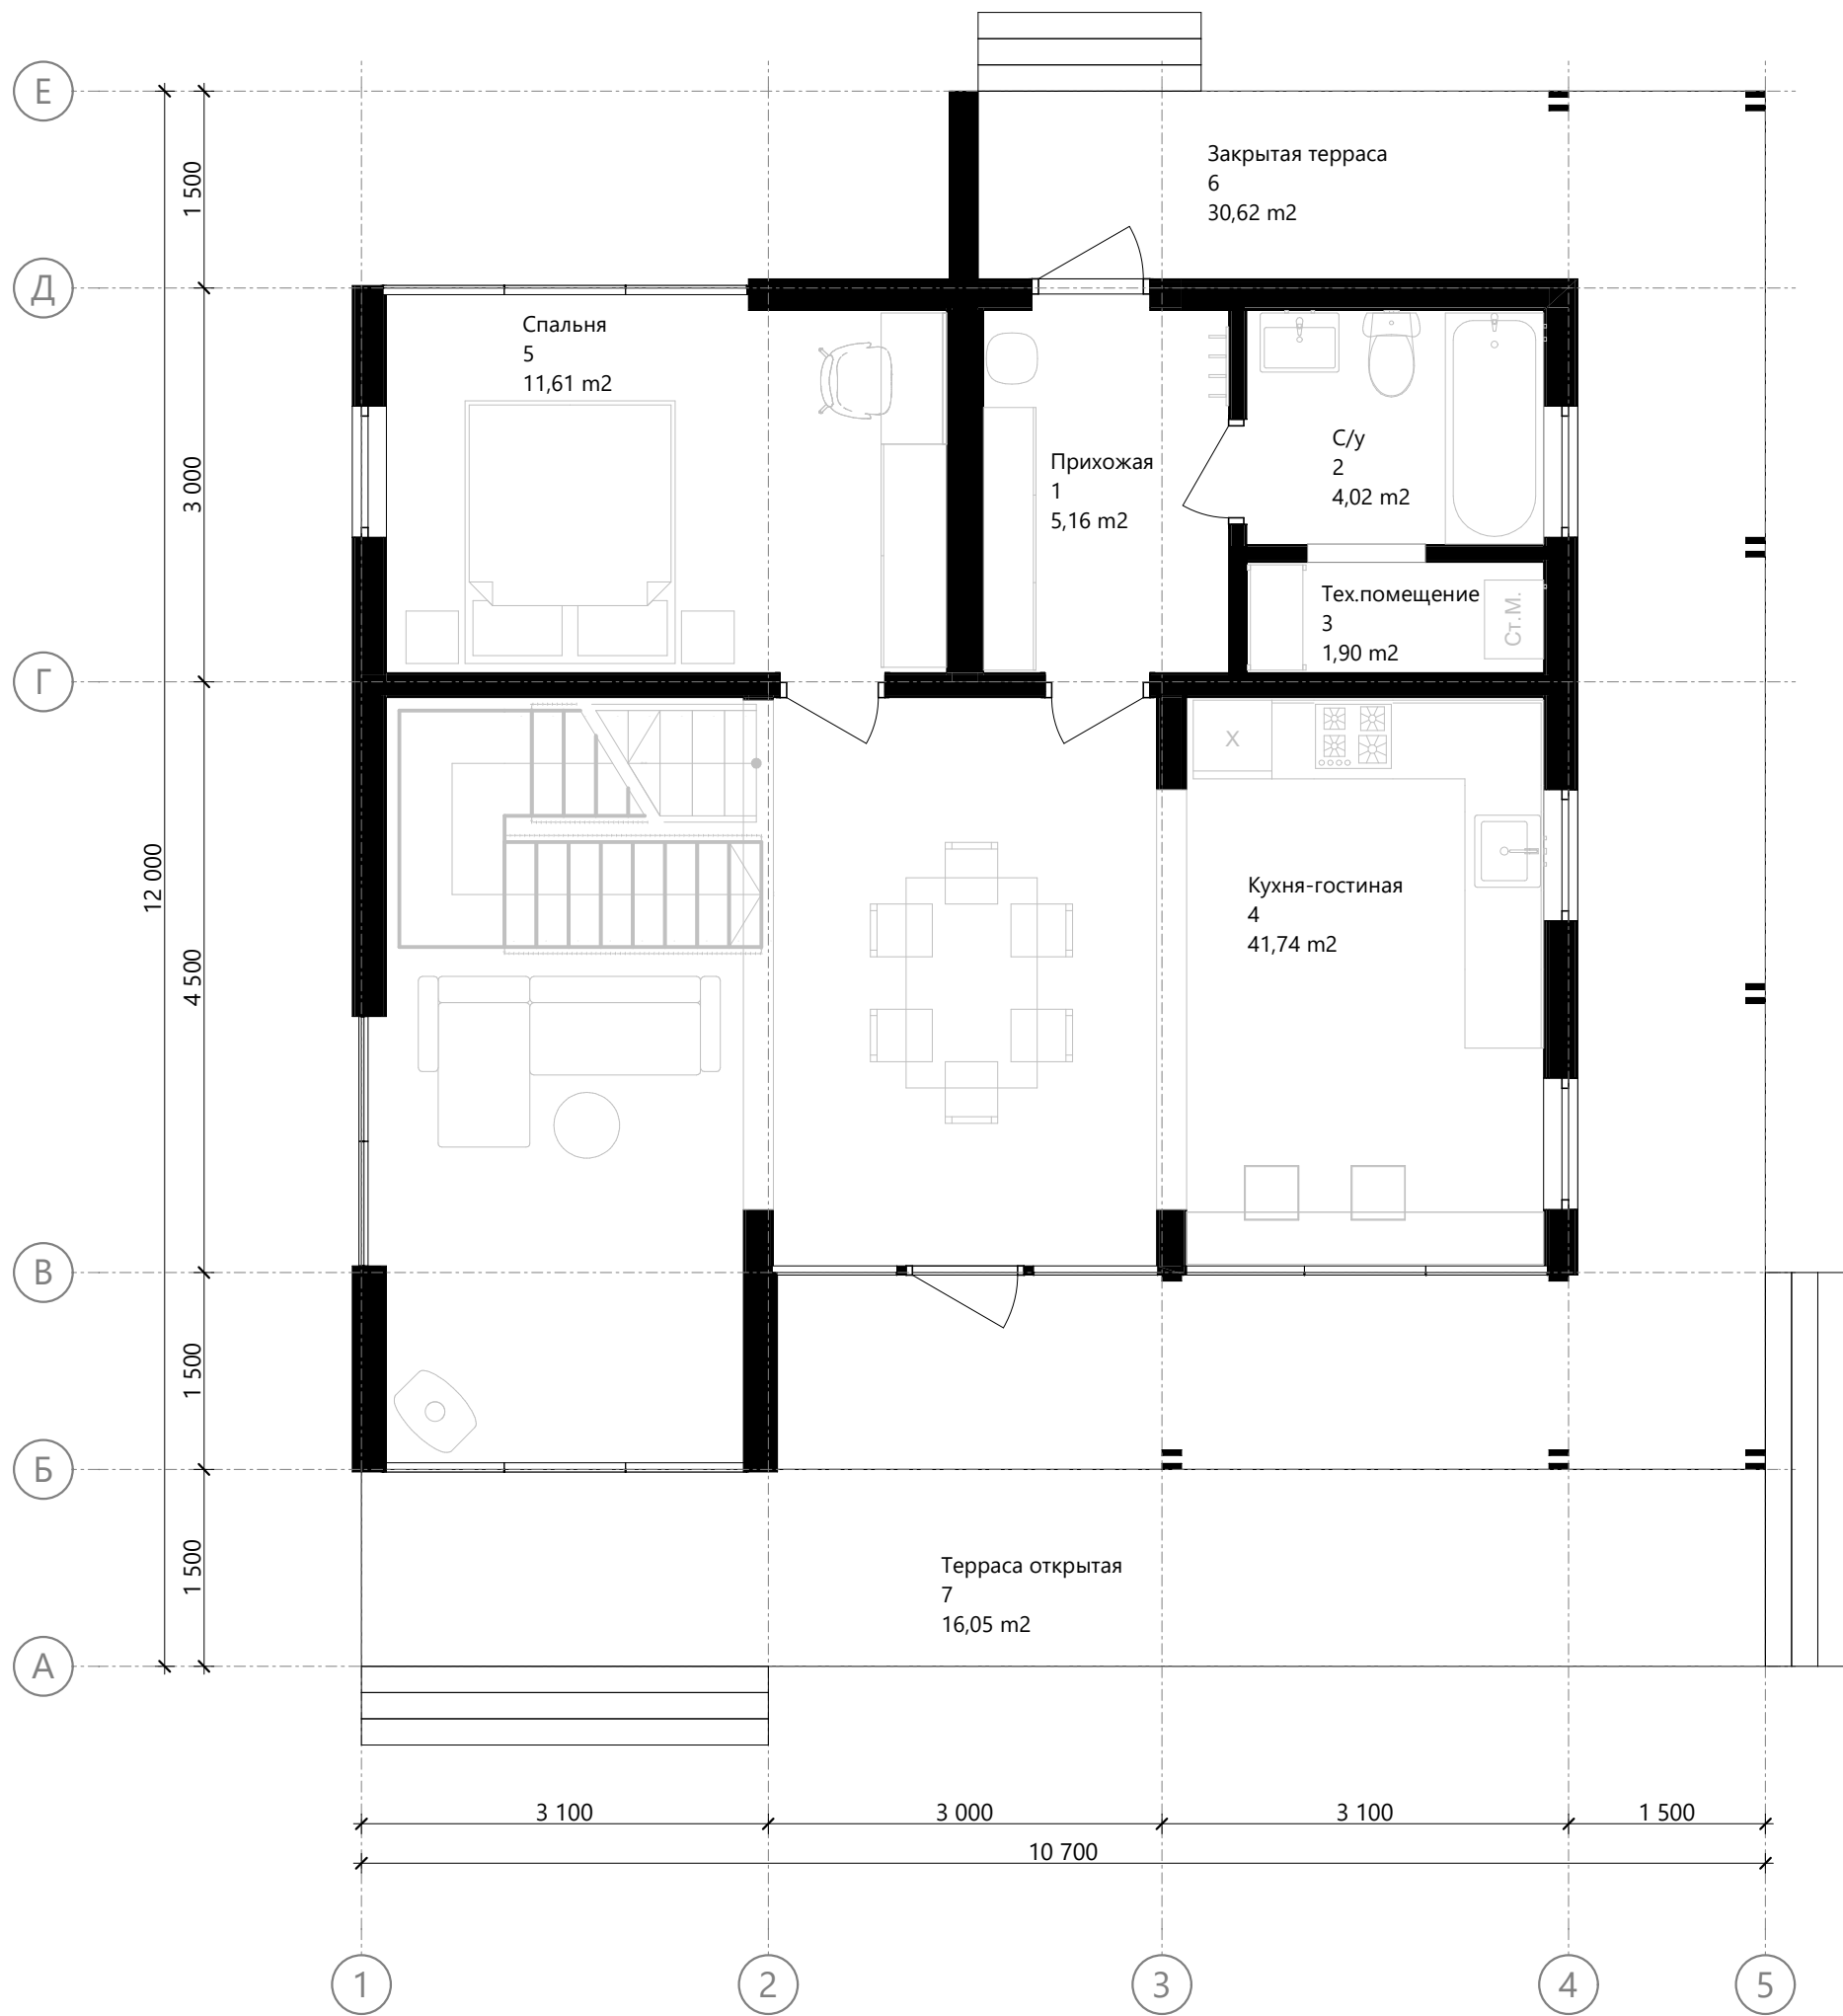 Е
1 500
Закрытая терраса
6
30,62 m2
Д
3 000
Спальня
5
11,61 m2
Прихожая
1
5,16 m2
С/у
2
4,02 m2
Тех.помещение
3
1,90 m2
Ст.М.
Г
12 000
4 500
X
Кухня-гостиная
4
41,74 m2
В
1 500
Б
1 500
Терраса открытая
7
16,05 m2
А
3 100
3 000
3 100
1 500
10 700
1
2
3
4
5